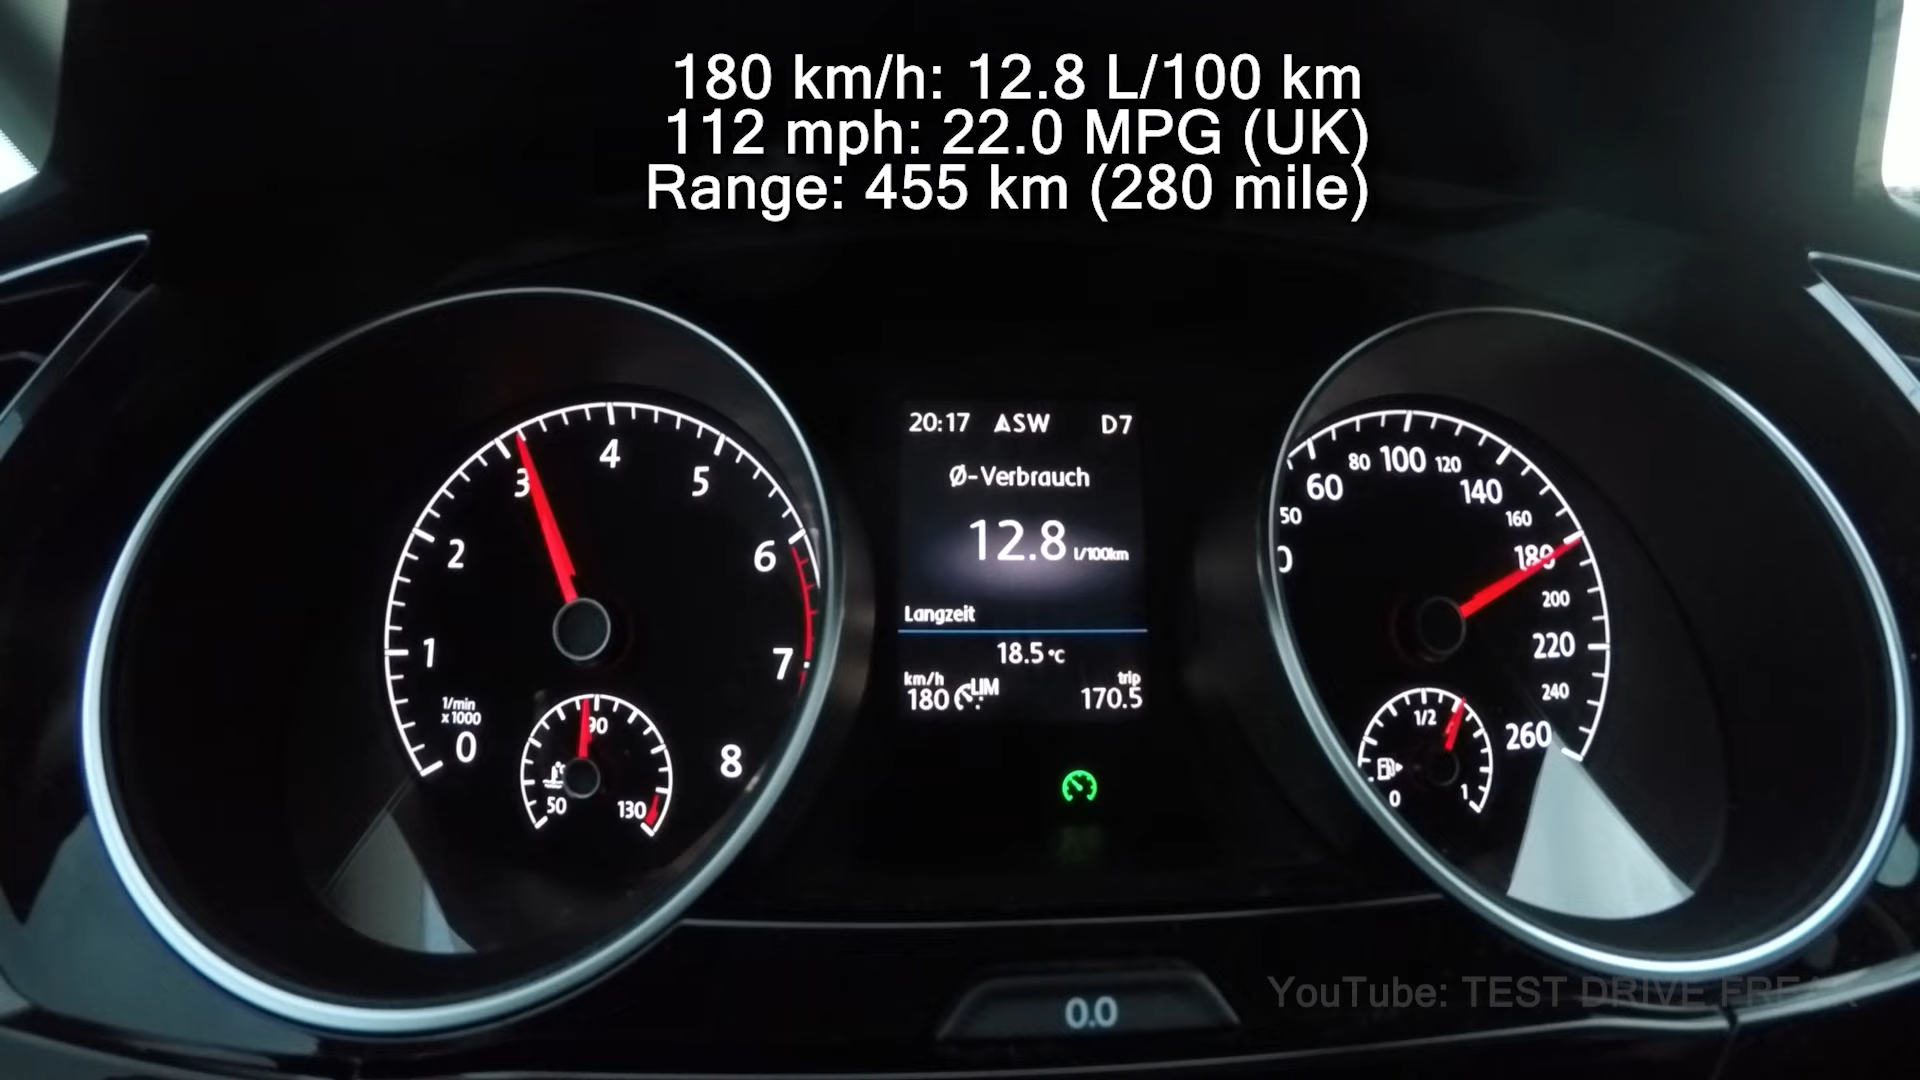 180 km/h: 12.8 L/100 km
112 mph: 22.0 MPG (UK)
Range: 455 km (280 mile)
20:17 ASW D7
Ø-Verbrauch
12.8 l/100km
Langzeit
18.5 °C
km/h trip
180 LIM 170.5
0
1
2
3
4
5
6
7
8
1/min
x1000
50
90
130
60
80
100
120
140
160
180
200
220
240
260
0
1/2
1
0.0
YouTube: TEST DRIVE